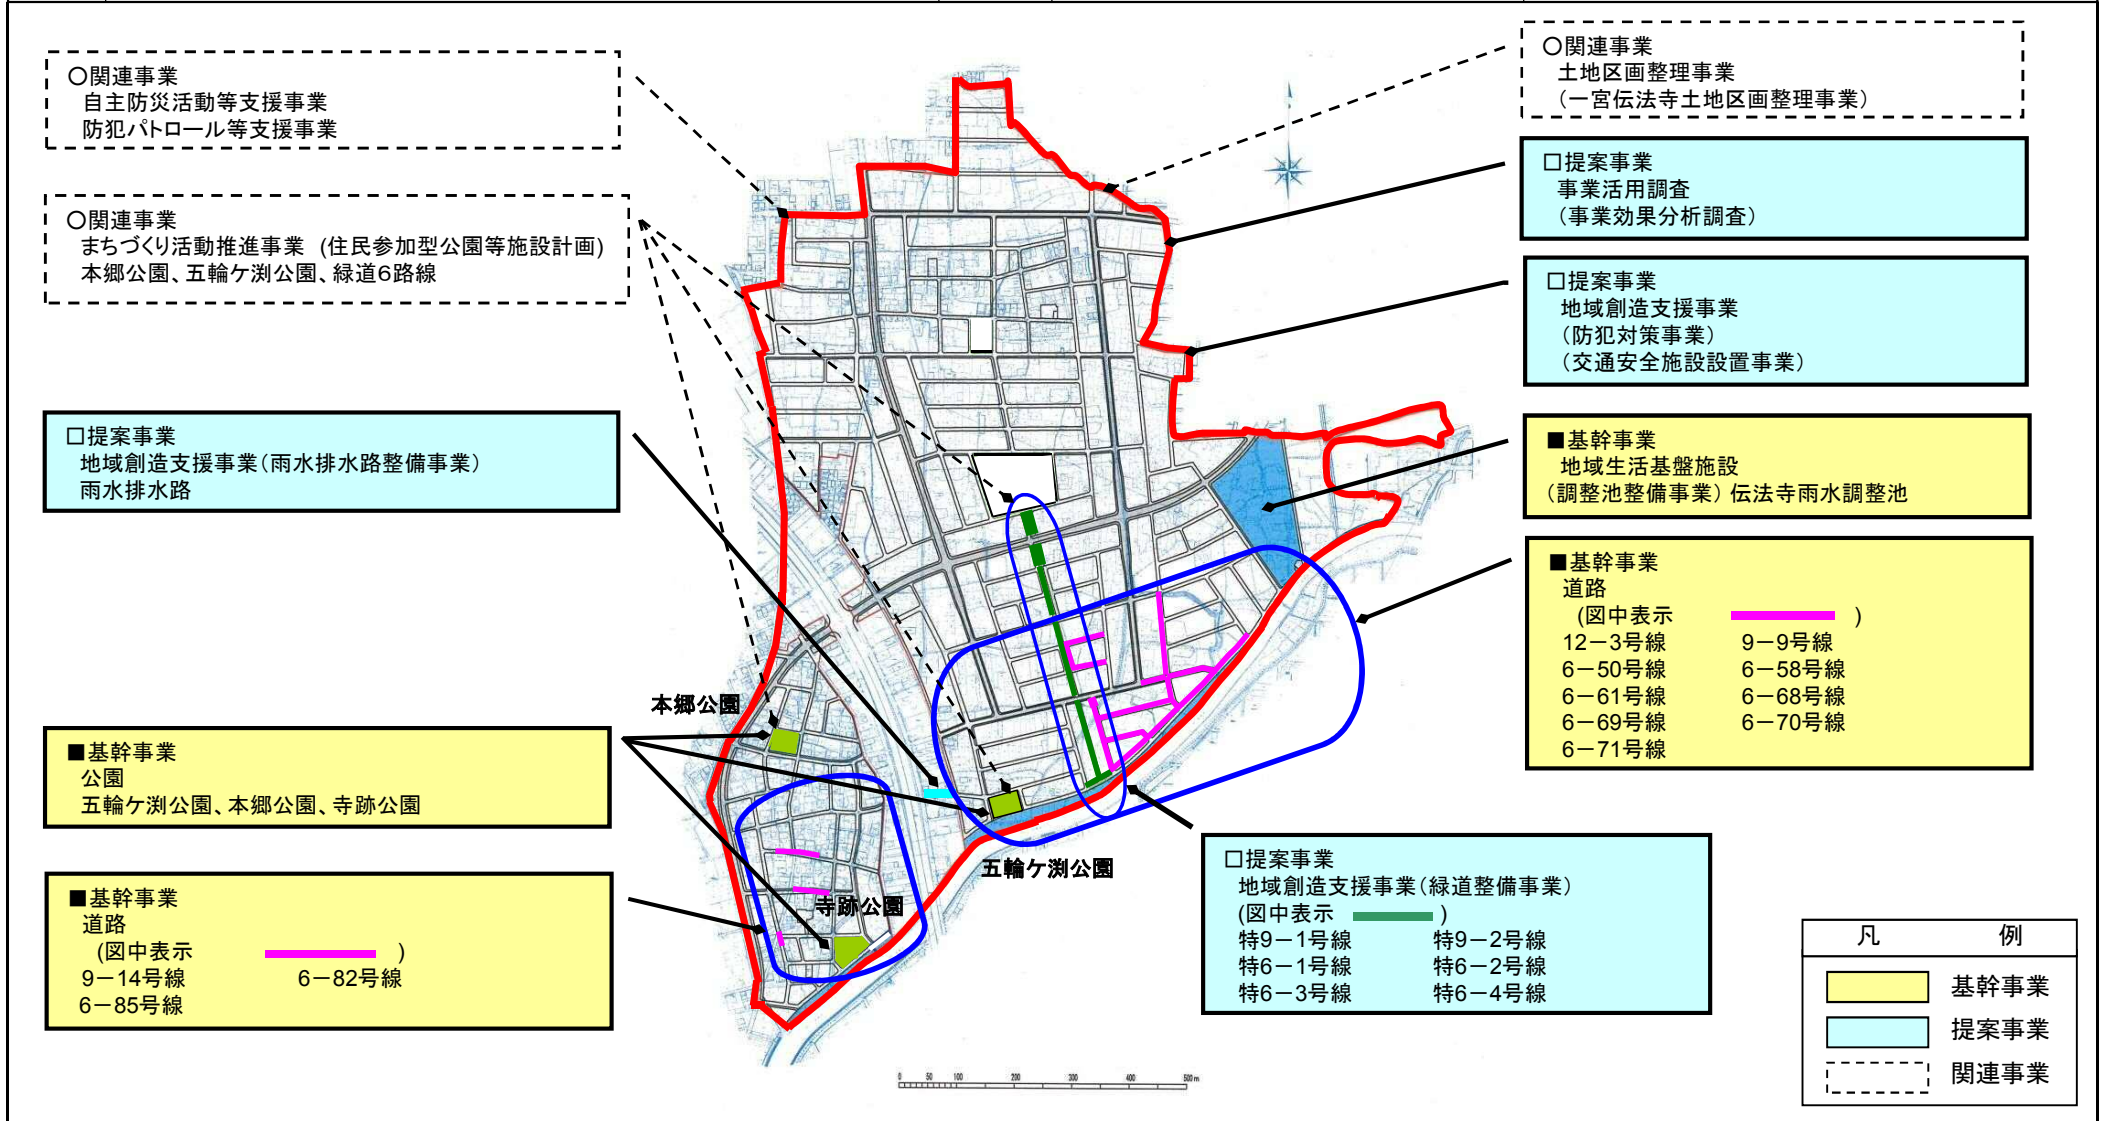 〇関連事業
自主防災活動等支援事業
防犯パトロール等支援事業
〇関連事業
まちづくり活動推進事業 (住民参加型公園等施設計画)
本郷公園、五輪ケ渕公園、緑道6路線
□提案事業
地域創造支援事業(雨水排水路整備事業)
雨水排水路
■基幹事業
公園
五輪ケ渕公園、本郷公園、寺跡公園
■基幹事業
道路
(図中表示 )
9－14号線 6－82号線
6－85号線
本郷公園
五輪ケ渕公園
寺跡公園
〇関連事業
土地区画整理事業
(一宮伝法寺土地区画整理事業)
□提案事業
事業活用調査
(事業効果分析調査)
□提案事業
地域創造支援事業
(防犯対策事業)
(交通安全施設設置事業)
■基幹事業
地域生活基盤施設
(調整池整備事業) 伝法寺雨水調整池
■基幹事業
道路
(図中表示 )
12－3号線 9－9号線
6－50号線 6－58号線
6－61号線 6－68号線
6－69号線 6－70号線
6－71号線
□提案事業
地域創造支援事業(緑道整備事業)
(図中表示 )
特9－1号線 特9－2号線
特6－1号線 特6－2号線
特6－3号線 特6－4号線
凡 例
基幹事業
提案事業
関連事業
0 50 100 200 300 400 500m